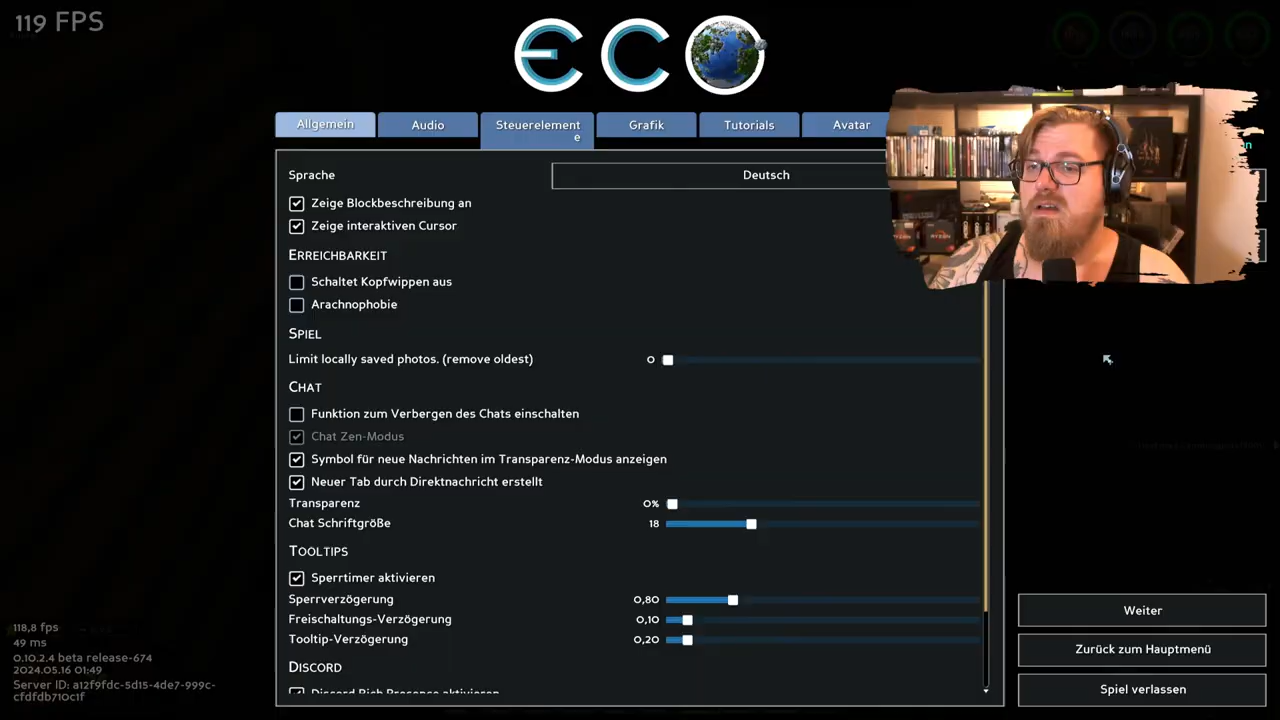 119 FPS
ECO
Allgemein
Audio
Steuerelement
e
Grafik
Tutorials
Avatar
Sprache
Deutsch
Zeige Blockbeschreibung an
Zeige interaktiven Cursor
ERREICHBARKEIT
Schaltet Kopfwippen aus
Arachnophobie
SPIEL
Limit locally saved photos. (remove oldest)
0
CHAT
Funktion zum Verbergen des Chats einschalten
Chat Zen-Modus
Symbol für neue Nachrichten im Transparenz-Modus anzeigen
Neuer Tab durch Direktnachricht erstellt
Transparenz
0%
Chat Schriftgröße
18
TOOLTIPS
Sperrtimer aktivieren
Sperrverzögerung
0,80
Freischaltungs-Verzögerung
0,10
Tooltip-Verzögerung
0,20
DISCORD
Discord Rich Presence aktivieren
Weiter
Zurück zum Hauptmenü
Spiel verlassen
118,8 fps
49 ms
0.10.2.4 beta release-674
2024.05.16 01:49
Server ID: a12f9fdc-5d15-4de7-999c-
cfdfdb710c1f